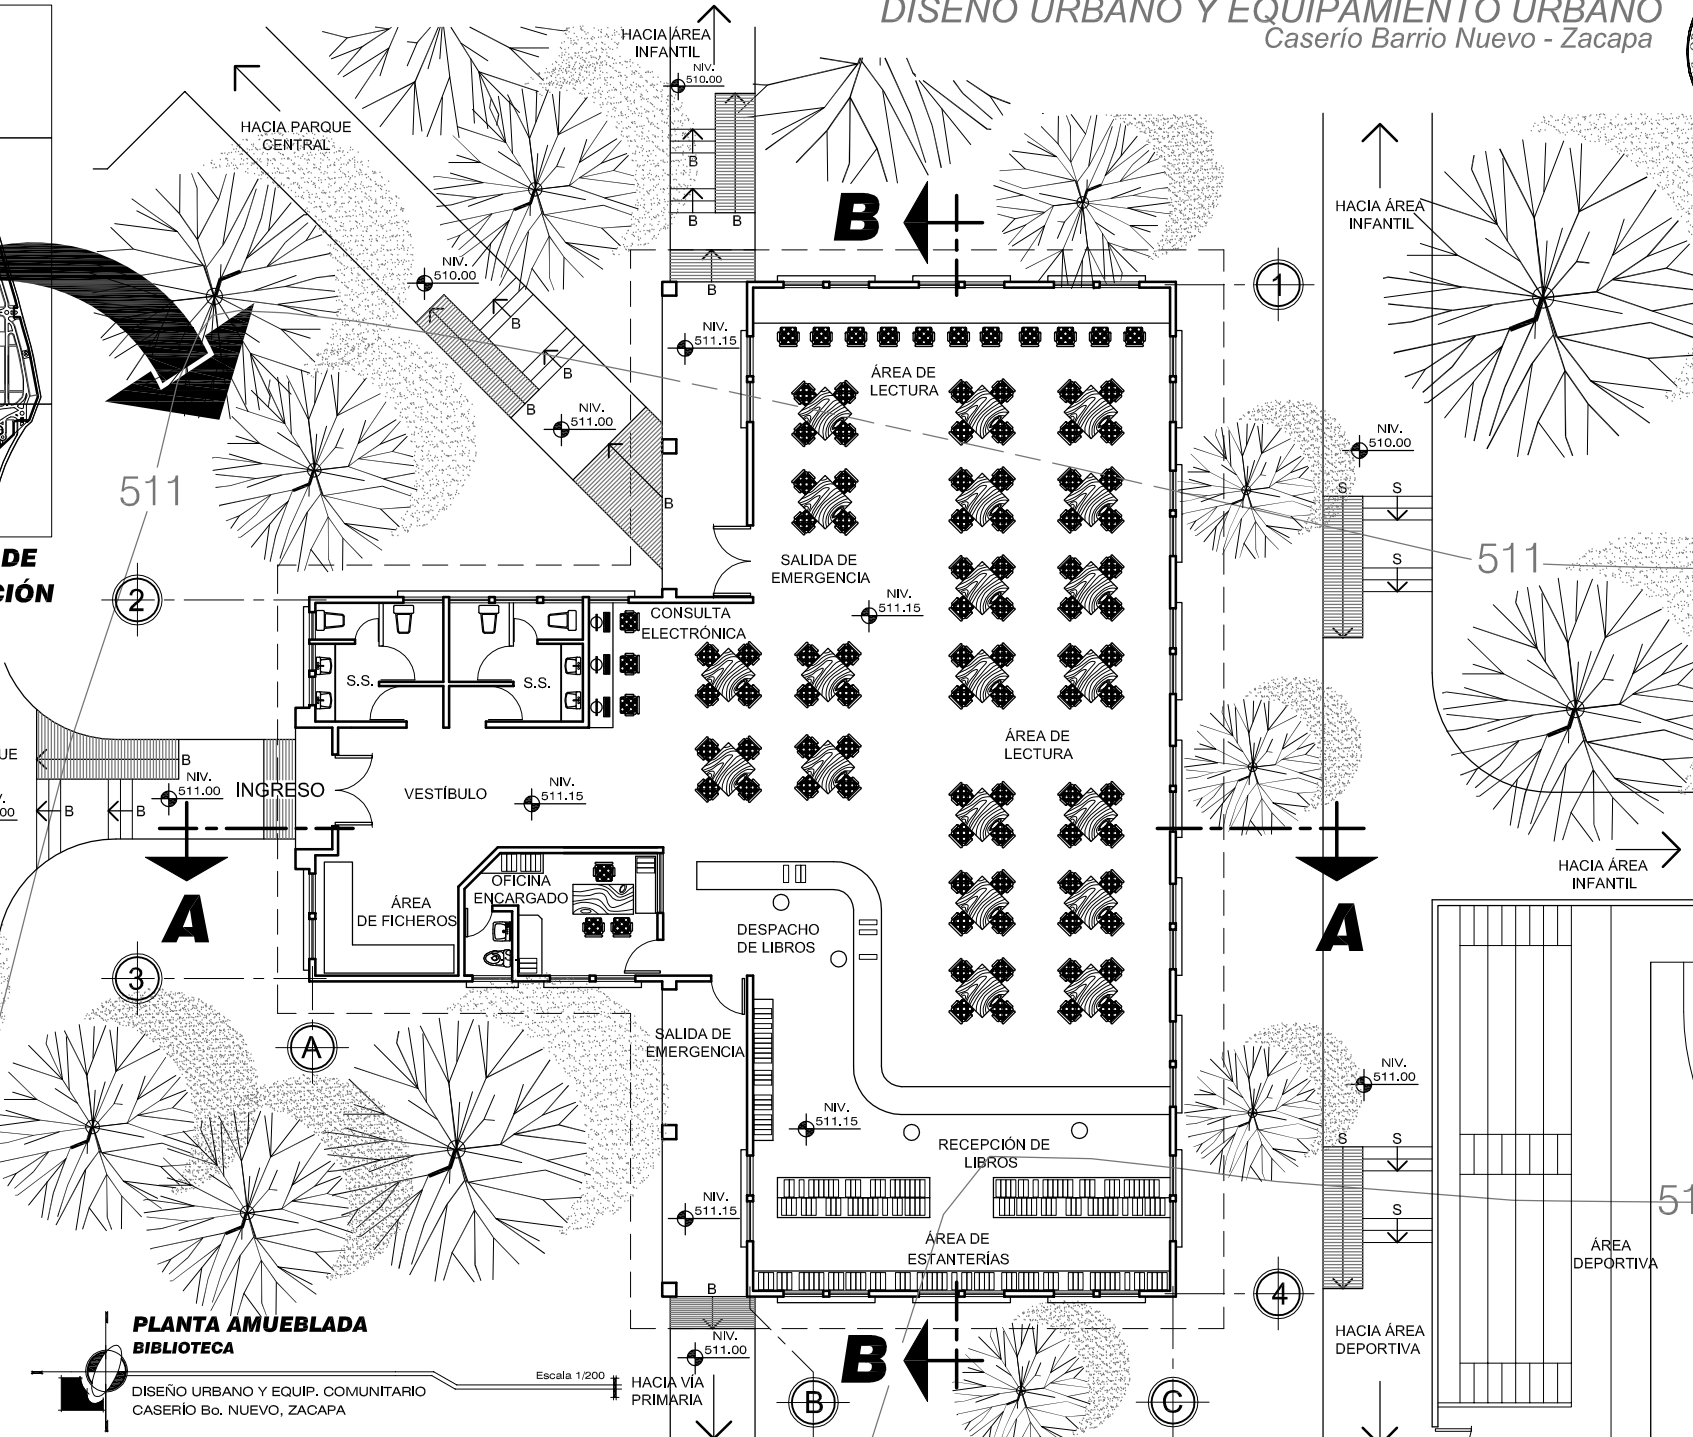 DISEÑO URBANO Y EQUIPAMIENTO URBANO
Caserío Barrio Nuevo - Zacapa
HACIA ÁREA
INFANTIL
NIV.
510.00
B
B
B
B
HACIA PARQUE
CENTRAL
NIV.
510.00
B
B
B
NIV.
511.00
B
NIV.
511.15
B
1
HACIA ÁREA
INFANTIL
ÁREA DE
LECTURA
NIV.
510.00
S
S
S
511
511
DE
CIÓN
2
SALIDA DE
EMERGENCIA
NIV.
511.15
CONSULTA
ELECTRÓNICA
S.S.
S.S.
ÁREA DE
LECTURA
UE
B
B
B
NIV.
511.00
INGRESO
VESTÍBULO
NIV.
511.15
A
A
HACIA ÁREA
INFANTIL
OFICINA
ENCARGADO
ÁREA
DE FICHEROS
DESPACHO
DE LIBROS
3
A
SALIDA DE
EMERGENCIA
NIV.
511.00
S
S
S
NIV.
511.15
RECEPCIÓN DE
LIBROS
NIV.
511.15
51
ÁREA DE
ESTANTERÍAS
ÁREA
DEPORTIVA
B
4
PLANTA AMUEBLADA
BIBLIOTECA
Escala 1/200
DISEÑO URBANO Y EQUIP. COMUNITARIO
CASERÍO Bo. NUEVO, ZACAPA
NIV.
511.00
HACIA VÍA
PRIMARIA
B
B
C
HACIA ÁREA
DEPORTIVA